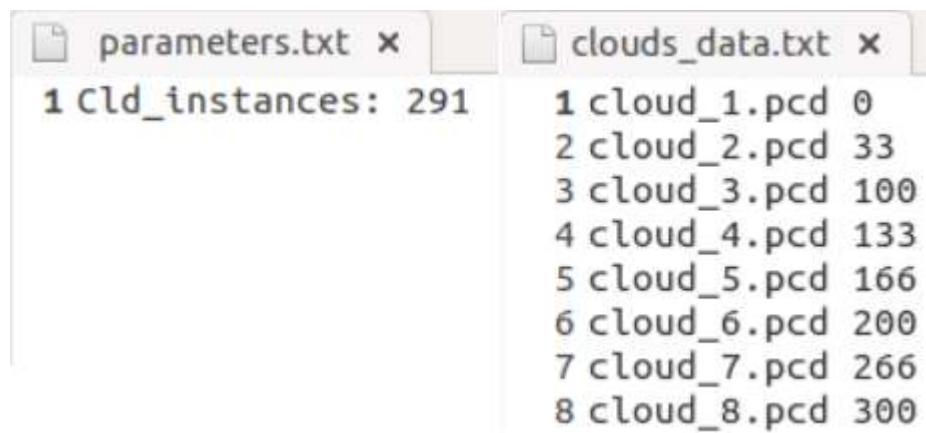 parameters.txt ×
1 Cld_instances: 291
clouds_data.txt ×
1 cloud_1.pcd 0
2 cloud_2.pcd 33
3 cloud_3.pcd 100
4 cloud_4.pcd 133
5 cloud_5.pcd 166
6 cloud_6.pcd 200
7 cloud_7.pcd 266
8 cloud_8.pcd 300